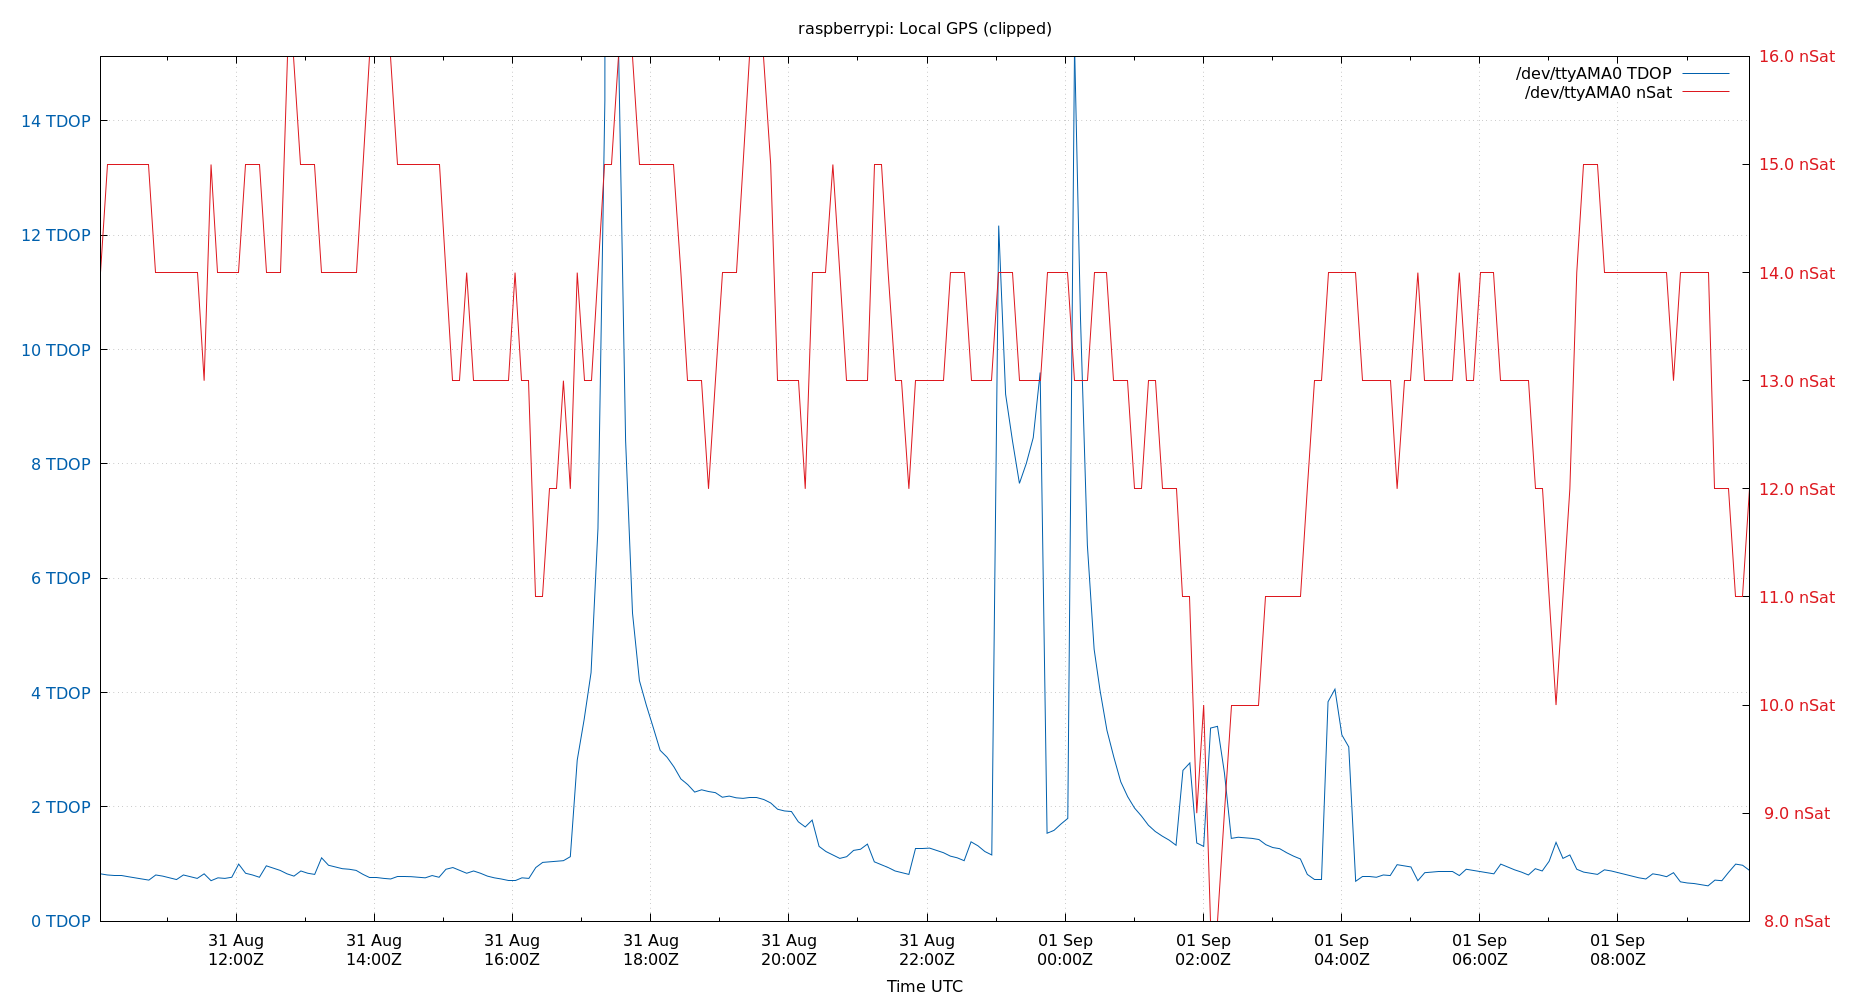 raspberrypi: Local GPS (clipped)
/dev/ttyAMA0 TDOP
/dev/ttyAMA0 nSat
14 TDOP
12 TDOP
10 TDOP
8 TDOP
6 TDOP
4 TDOP
2 TDOP
0 TDOP
16.0 nSat
15.0 nSat
14.0 nSat
13.0 nSat
12.0 nSat
11.0 nSat
10.0 nSat
9.0 nSat
8.0 nSat
31 Aug
12:00Z
31 Aug
14:00Z
31 Aug
16:00Z
31 Aug
18:00Z
31 Aug
20:00Z
31 Aug
22:00Z
01 Sep
00:00Z
01 Sep
02:00Z
01 Sep
04:00Z
01 Sep
06:00Z
01 Sep
08:00Z
Time UTC